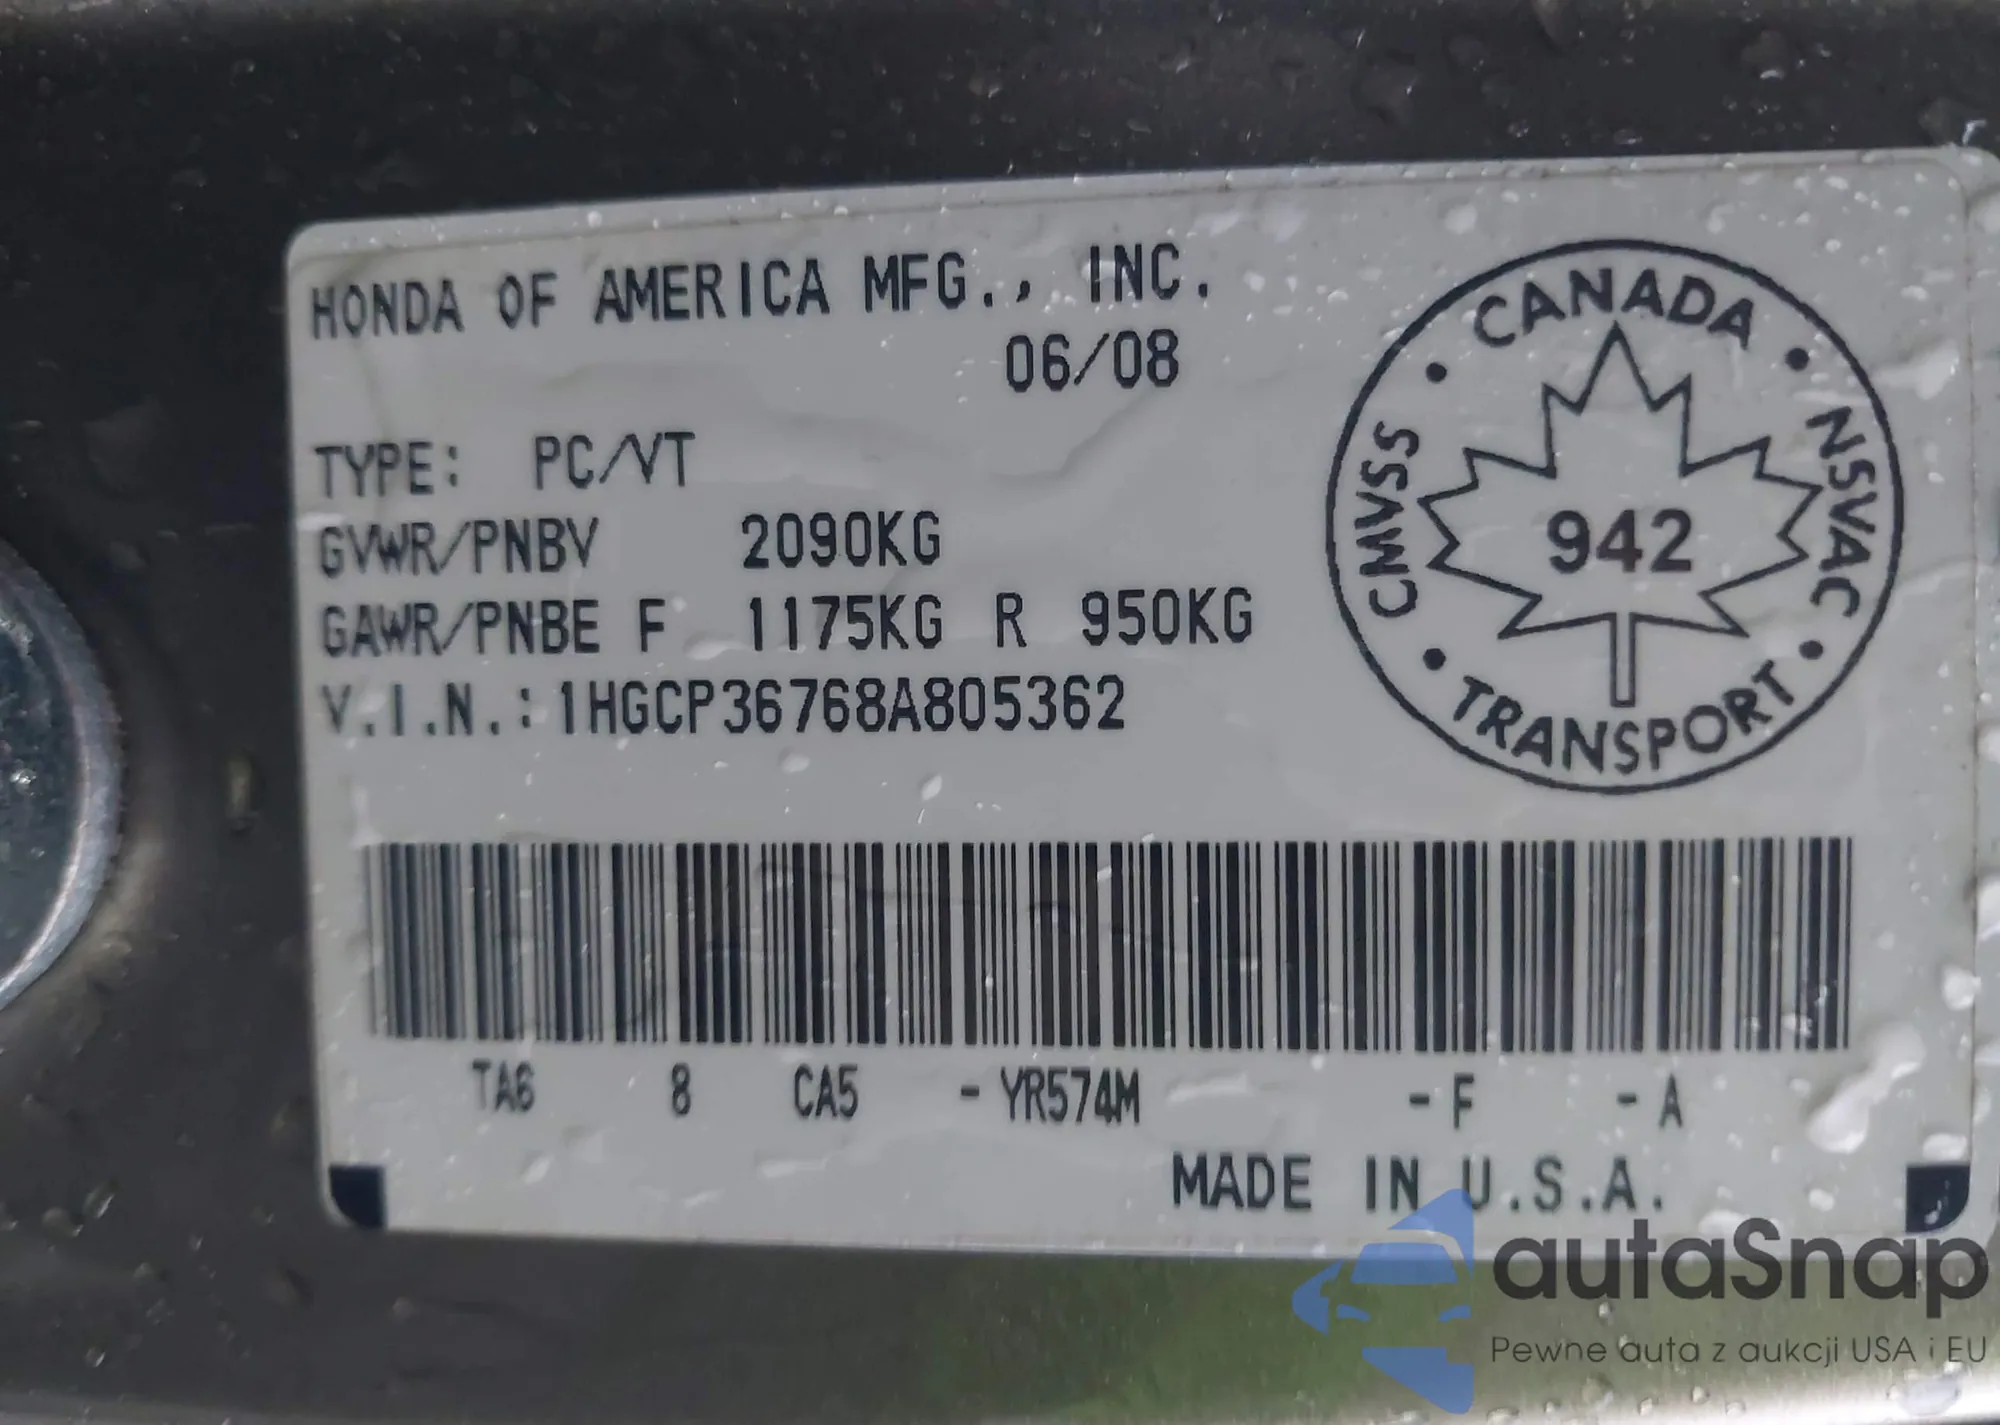 HONDA OF AMERICA MFG., INC.
06/08
TYPE: PC/VT
GVWR/PNBV 2090KG
GAWR/PNBE F 1175KG R 950KG
V.I.N.: 1HGCP36768A805362
CANADA
CMVSS
NSVAC
942
TRANSPORT
TA6 8 CA5 - YR574M - F - A
MADE IN U.S.A.
autaSnap
Pewne auta z aukcji USA i EU